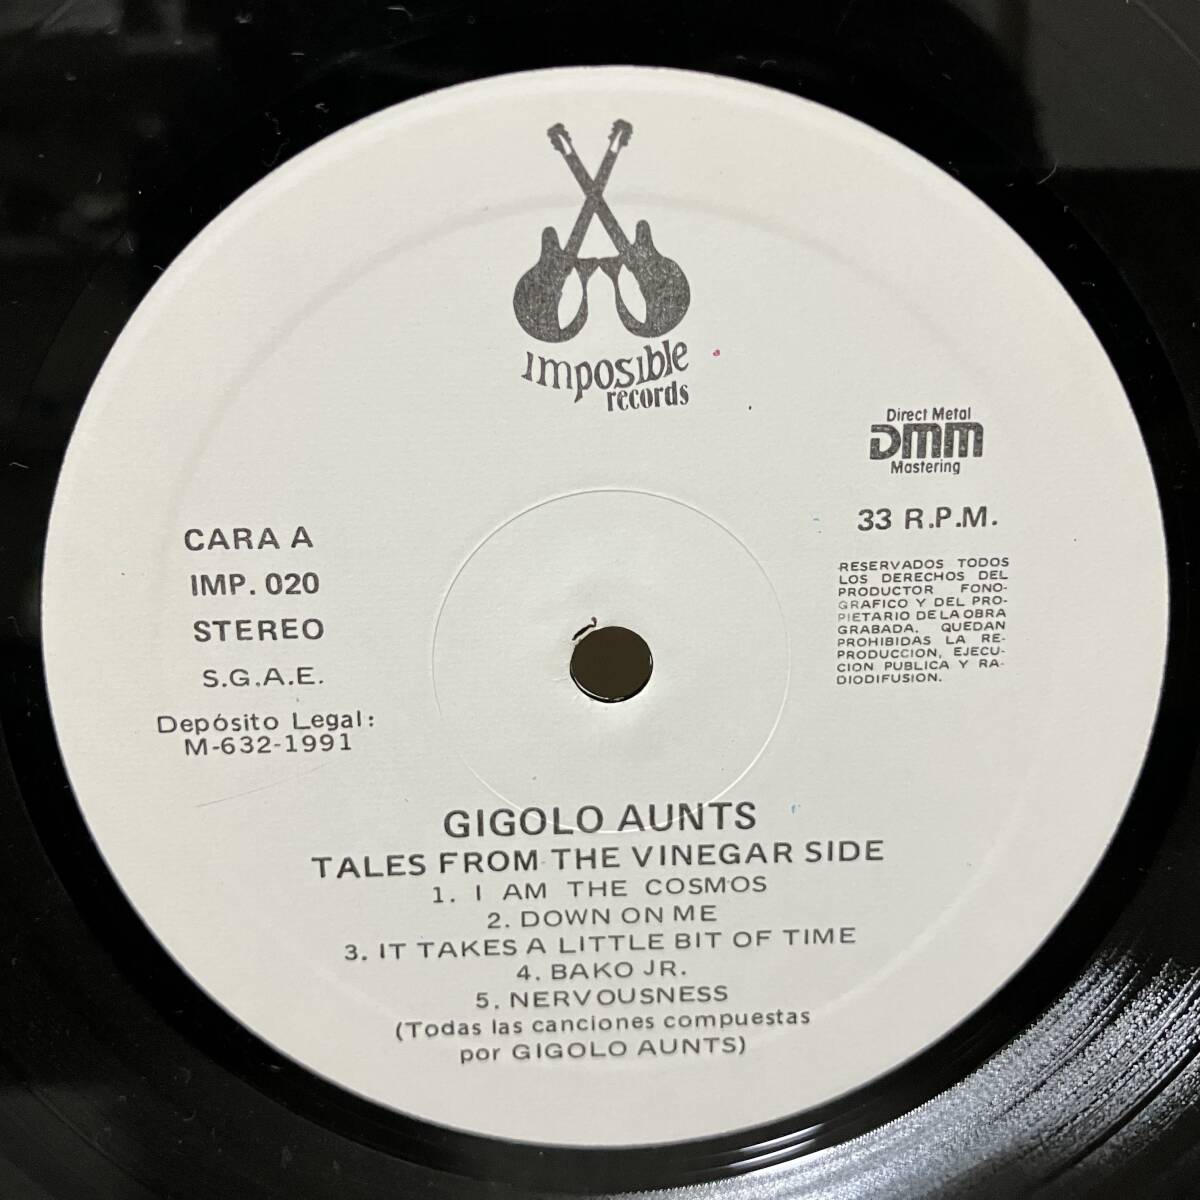 Imposible
records
Direct Metal
DMM
Mastering
CARA A
IMP. 020
STEREO
S.G.A.E.
Depósito Legal:
M-632-1991
33 R.P.M.
RESERVADOS TODOS
LOS DERECHOS DEL
PRODUCTOR FONO-
GRAFICO Y DEL PRO-
PIETARIO DE LA OBRA
GRABADA. QUEDAN
PROHIBIDAS LA RE-
PRODUCCION, EJECU-
CION PUBLICA Y RA-
DIODIFUSION.
GIGOLO AUNTS
TALES FROM THE VINEGAR SIDE
1. I AM THE COSMOS
2. DOWN ON ME
3. IT TAKES A LITTLE BIT OF TIME
4. BAKO JR.
5. NERVOUSNESS
(Todas las canciones compuestas
por GIGOLO AUNTS)